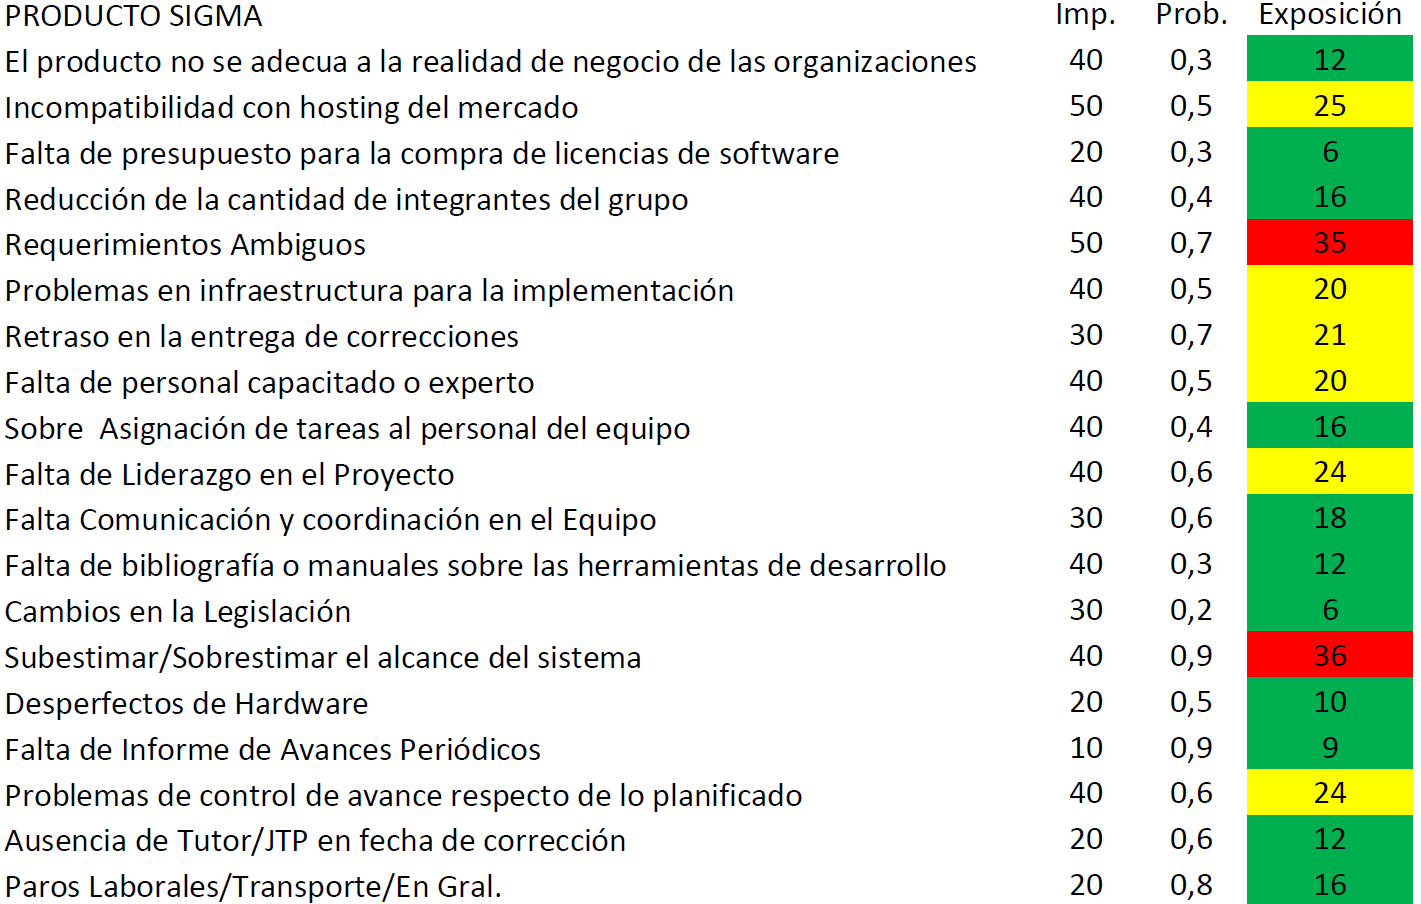 PRODUCTO SIGMA Imp. Prob. Exposición
El producto no se adecua a la realidad de negocio de las organizaciones 40 0,3 12
Incompatibilidad con hosting del mercado 50 0,5 25
Falta de presupuesto para la compra de licencias de software 20 0,3 6
Reducción de la cantidad de integrantes del grupo 40 0,4 16
Requerimientos Ambiguos 50 0,7 35
Problemas en infraestructura para la implementación 40 0,5 20
Retraso en la entrega de correcciones 30 0,7 21
Falta de personal capacitado o experto 40 0,5 20
Sobre  Asignación de tareas al personal del equipo 40 0,4 16
Falta de Liderazgo en el Proyecto 40 0,6 24
Falta Comunicación y coordinación en el Equipo 30 0,6 18
Falta de bibliografía o manuales sobre las herramientas de desarrollo 40 0,3 12
Cambios en la Legislación 30 0,2 6
Subestimar/Sobrestimar el alcance del sistema 40 0,9 36
Desperfectos de Hardware 20 0,5 10
Falta de Informe de Avances Periódicos 10 0,9 9
Problemas de control de avance respecto de lo planificado 40 0,6 24
Ausencia de Tutor/JTP en fecha de corrección 20 0,6 12
Paros Laborales/Transporte/En Gral. 20 0,8 16